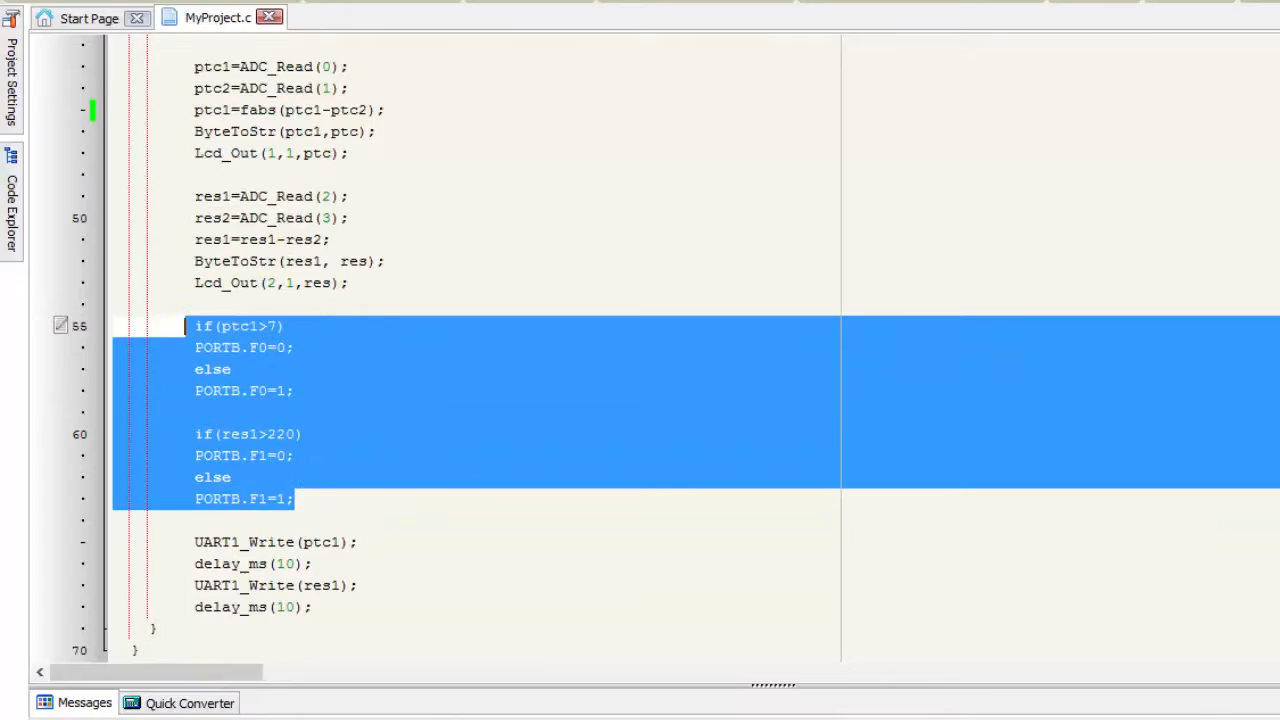 Start Page
MyProject.c
Project Settings
Code Explorer
ptc1=ADC_Read(0);
ptc2=ADC_Read(1);
ptc1=fabs(ptc1-ptc2);
ByteToStr(ptc1,ptc);
Lcd_Out(1,1,ptc);
res1=ADC_Read(2);
50 res2=ADC_Read(3);
res1=res1-res2;
ByteToStr(res1, res);
Lcd_Out(2,1,res);
55 if(ptc1>7)
PORTB.F0=0;
else
PORTB.F0=1;
60 if(res1>220)
PORTB.F1=0;
else
PORTB.F1=1;
UART1_Write(ptc1);
delay_ms(10);
UART1_Write(res1);
delay_ms(10);
}
70 }
Messages
Quick Converter